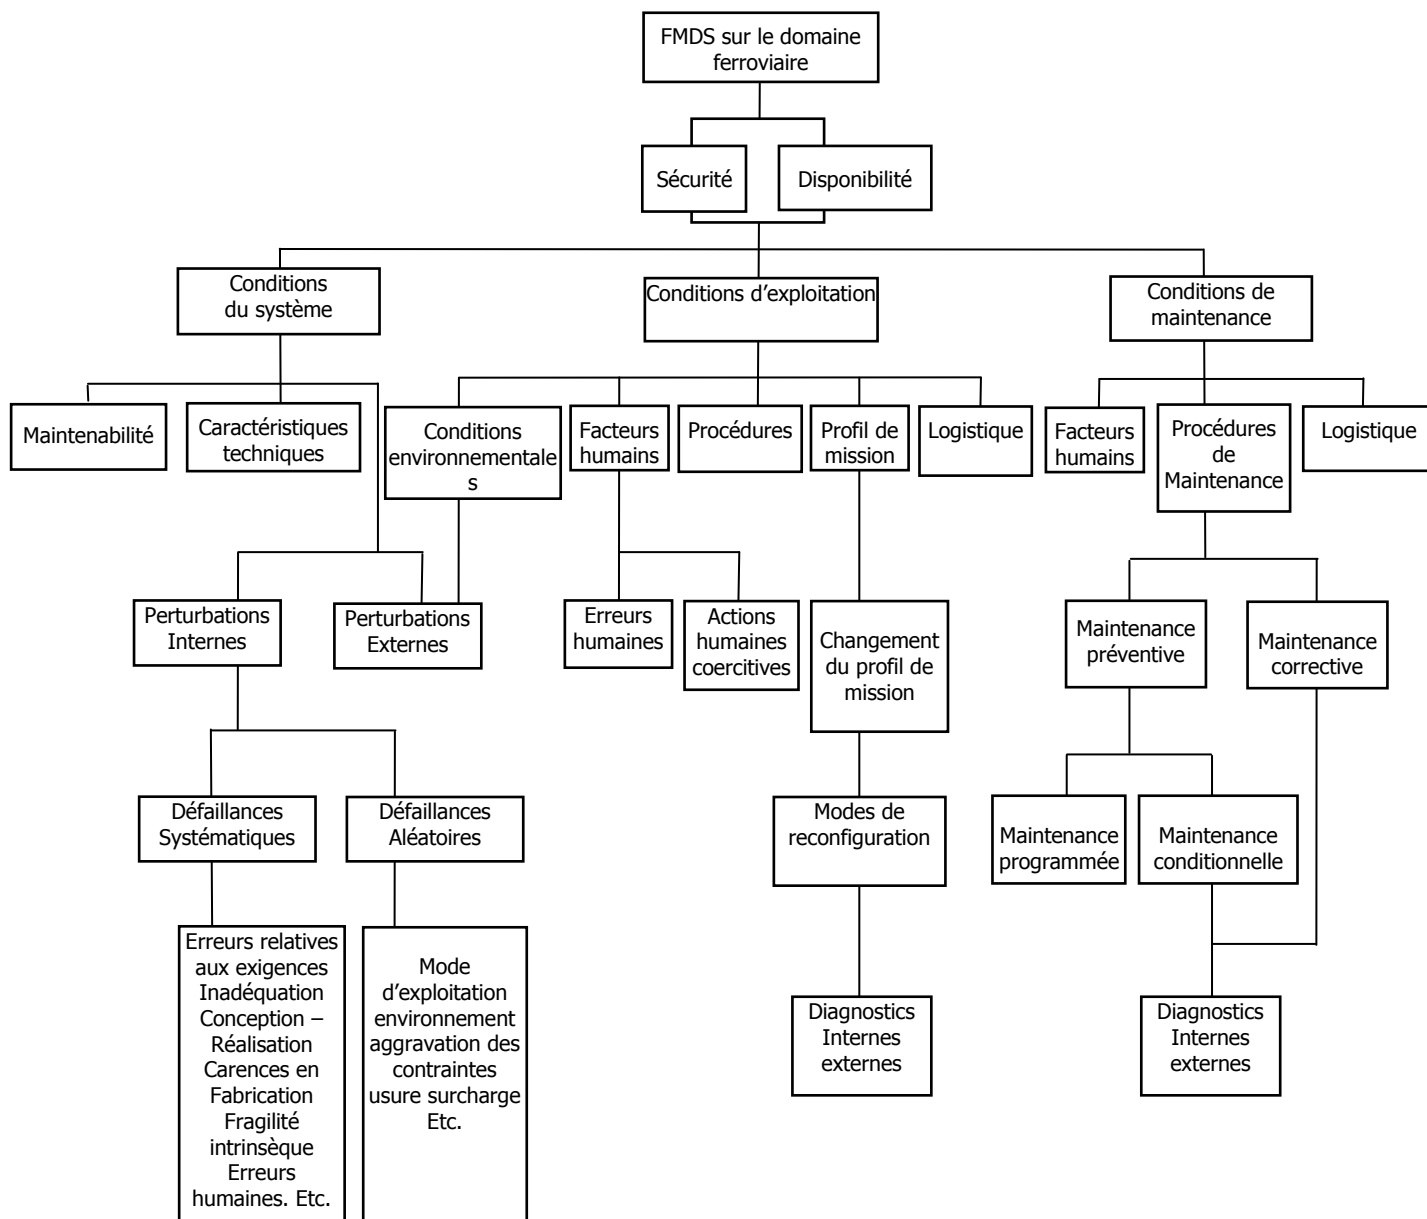 FMDS sur le domaine
ferroviaire
Sécurité
Disponibilité
Conditions
du système
Conditions d'exploitation
Conditions de
maintenance
Maintenabilité
Caractéristiques
techniques
Conditions
environnementale
s
Facteurs
humains
Procédures
Profil de
mission
Logistique
Facteurs
humains
Procédures
de
Maintenance
Logistique
Perturbations
Internes
Perturbations
Externes
Erreurs
humaines
Actions
humaines
coercitives
Changement
du profil de
mission
Maintenance
préventive
Maintenance
corrective
Défaillances
Systématiques
Défaillances
Aléatoires
Modes de
reconfiguration
Maintenance
programmée
Maintenance
conditionnelle
Erreurs relatives
aux exigences
Inadéquation
Conception –
Réalisation
Carences en
Fabrication
Fragilité
intrinsèque
Erreurs
humaines. Etc.
Mode
d'exploitation
environnement
aggravation des
contraintes
usure surcharge
Etc.
Diagnostics
Internes
externes
Diagnostics
Internes
externes